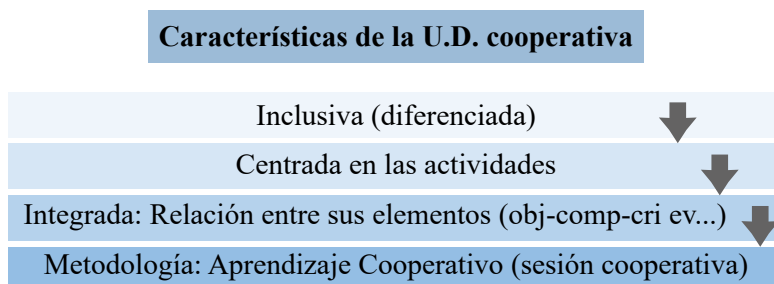 Características de la U.D. cooperativa
Inclusiva (diferenciada)
Centrada en las actividades
Integrada: Relación entre sus elementos (obj-comp-cri ev...)
Metodología: Aprendizaje Cooperativo (sesión cooperativa)